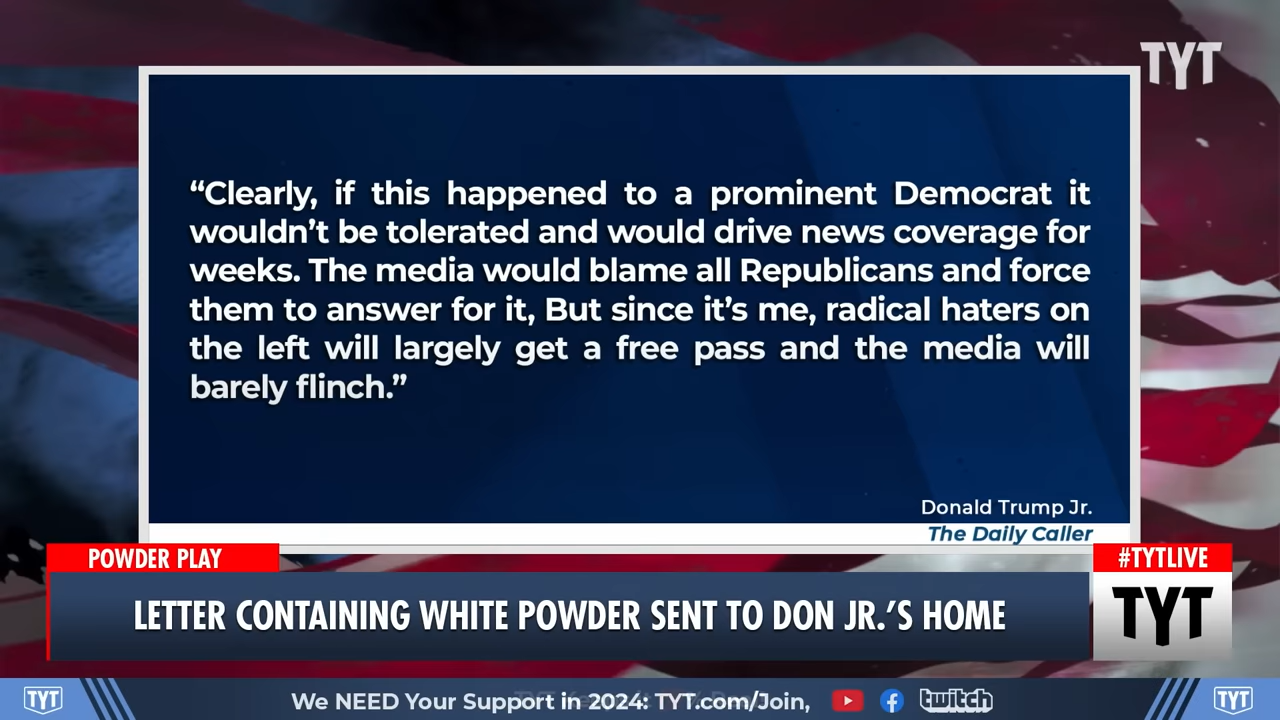 TYT
“Clearly, if this happened to a prominent Democrat it
wouldn’t be tolerated and would drive news coverage for
weeks. The media would blame all Republicans and force
them to answer for it, But since it’s me, radical haters on
the left will largely get a free pass and the media will
barely flinch.”
Donald Trump Jr.
The Daily Caller
POWDER PLAY
#TYTLIVE
LETTER CONTAINING WHITE POWDER SENT TO DON JR.’S HOME
TYT
TYT
We NEED Your Support in 2024: TYT.com/Join,
twitch
TYT